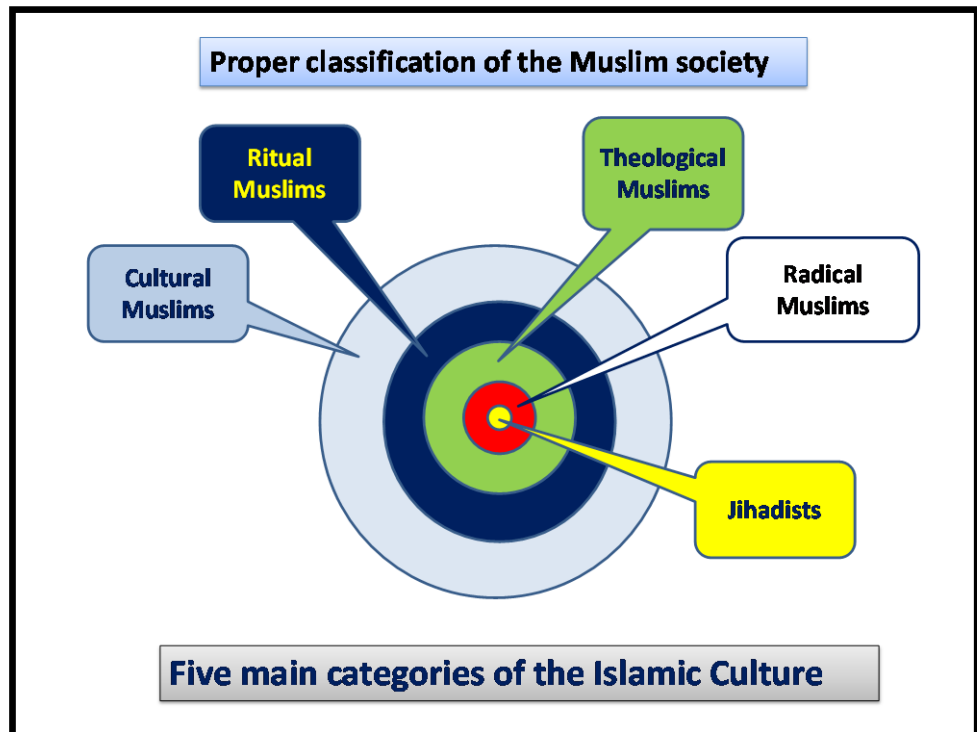 Proper classification of the Muslim society
Ritual
Muslims
Theological
Muslims
Cultural
Muslims
Radical
Muslims
Jihadists
Five main categories of the Islamic Culture